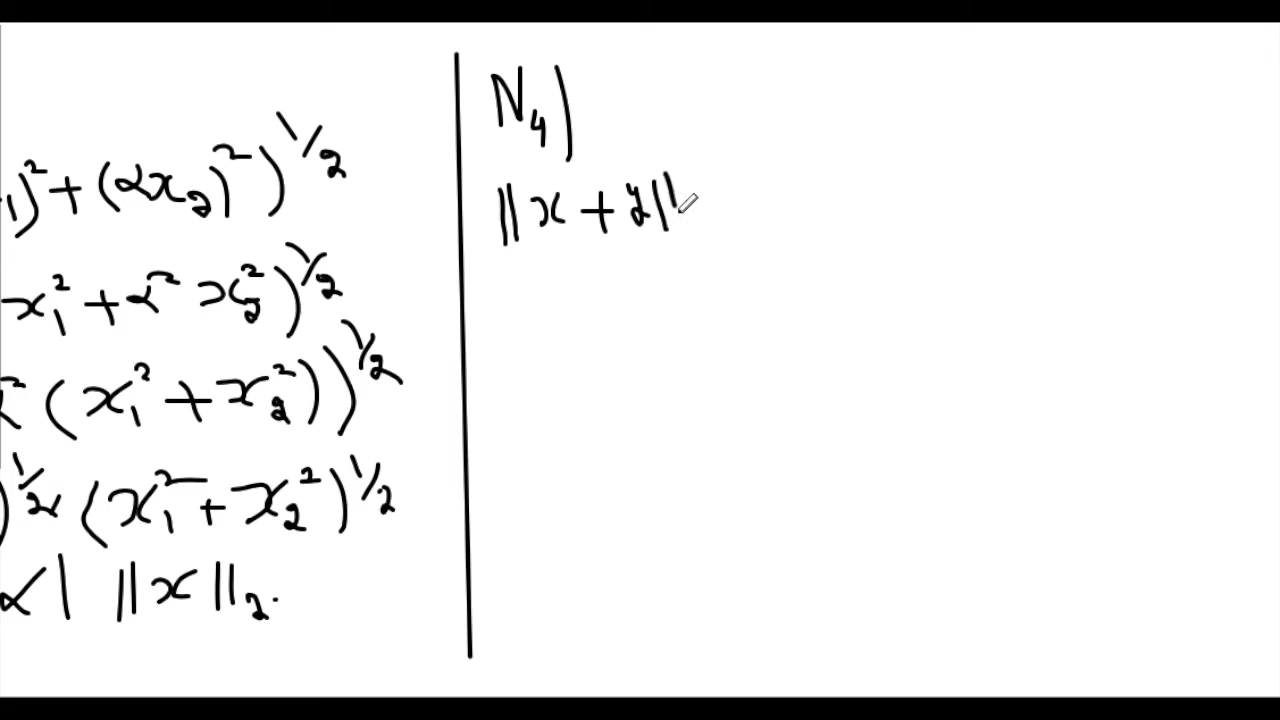 ₁)² + (αx₂)²)^1/2
x₁² + α² x₂²)^1/2
² (x₁² + x₂²))^1/2
)^1/2 × (x₁² + x₂²)^1/2
α| ||x||₂.
N₄)
||x + y||